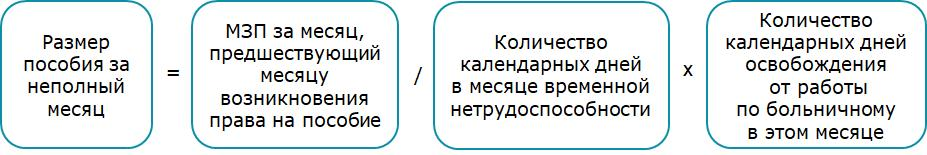 Размер
пособия за
неполный
месяц
=
МЗП за месяц,
предшествующий
месяцу
возникновения
права на пособие
/
Количество
календарных дней
в месяце временной
нетрудоспособности
х
Количество
календарных дней
освобождения
от работы
по больничному
в этом месяце